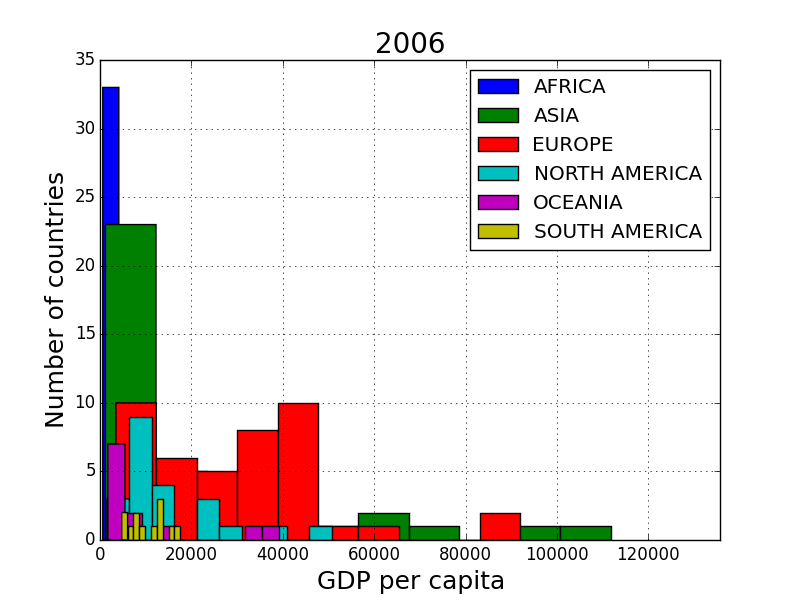 2006
35
30
25
20
15
10
5
0
Number of countries
AFRICA
ASIA
EUROPE
NORTH AMERICA
OCEANIA
SOUTH AMERICA
0 20000 40000 60000 80000 100000 120000
GDP per capita